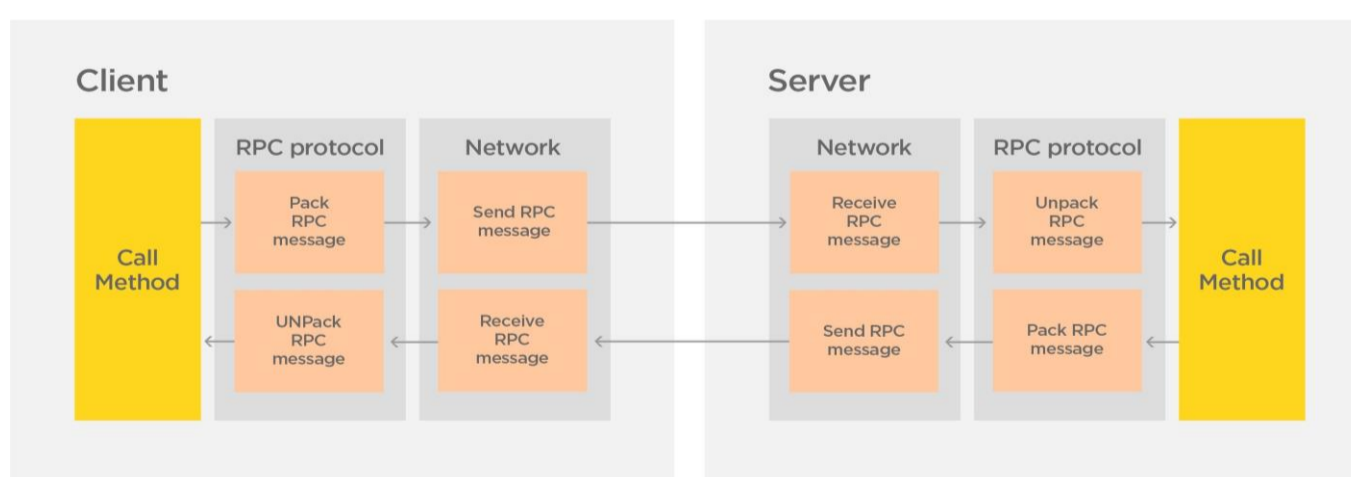 Client
Call
Method
RPC protocol
Pack
RPC
message
UNPack
RPC
message
Network
Send RPC
message
Receive
RPC
message
Server
Network
Receive
RPC
message
Send RPC
message
RPC protocol
Unpack
RPC
message
Pack RPC
message
Call
Method